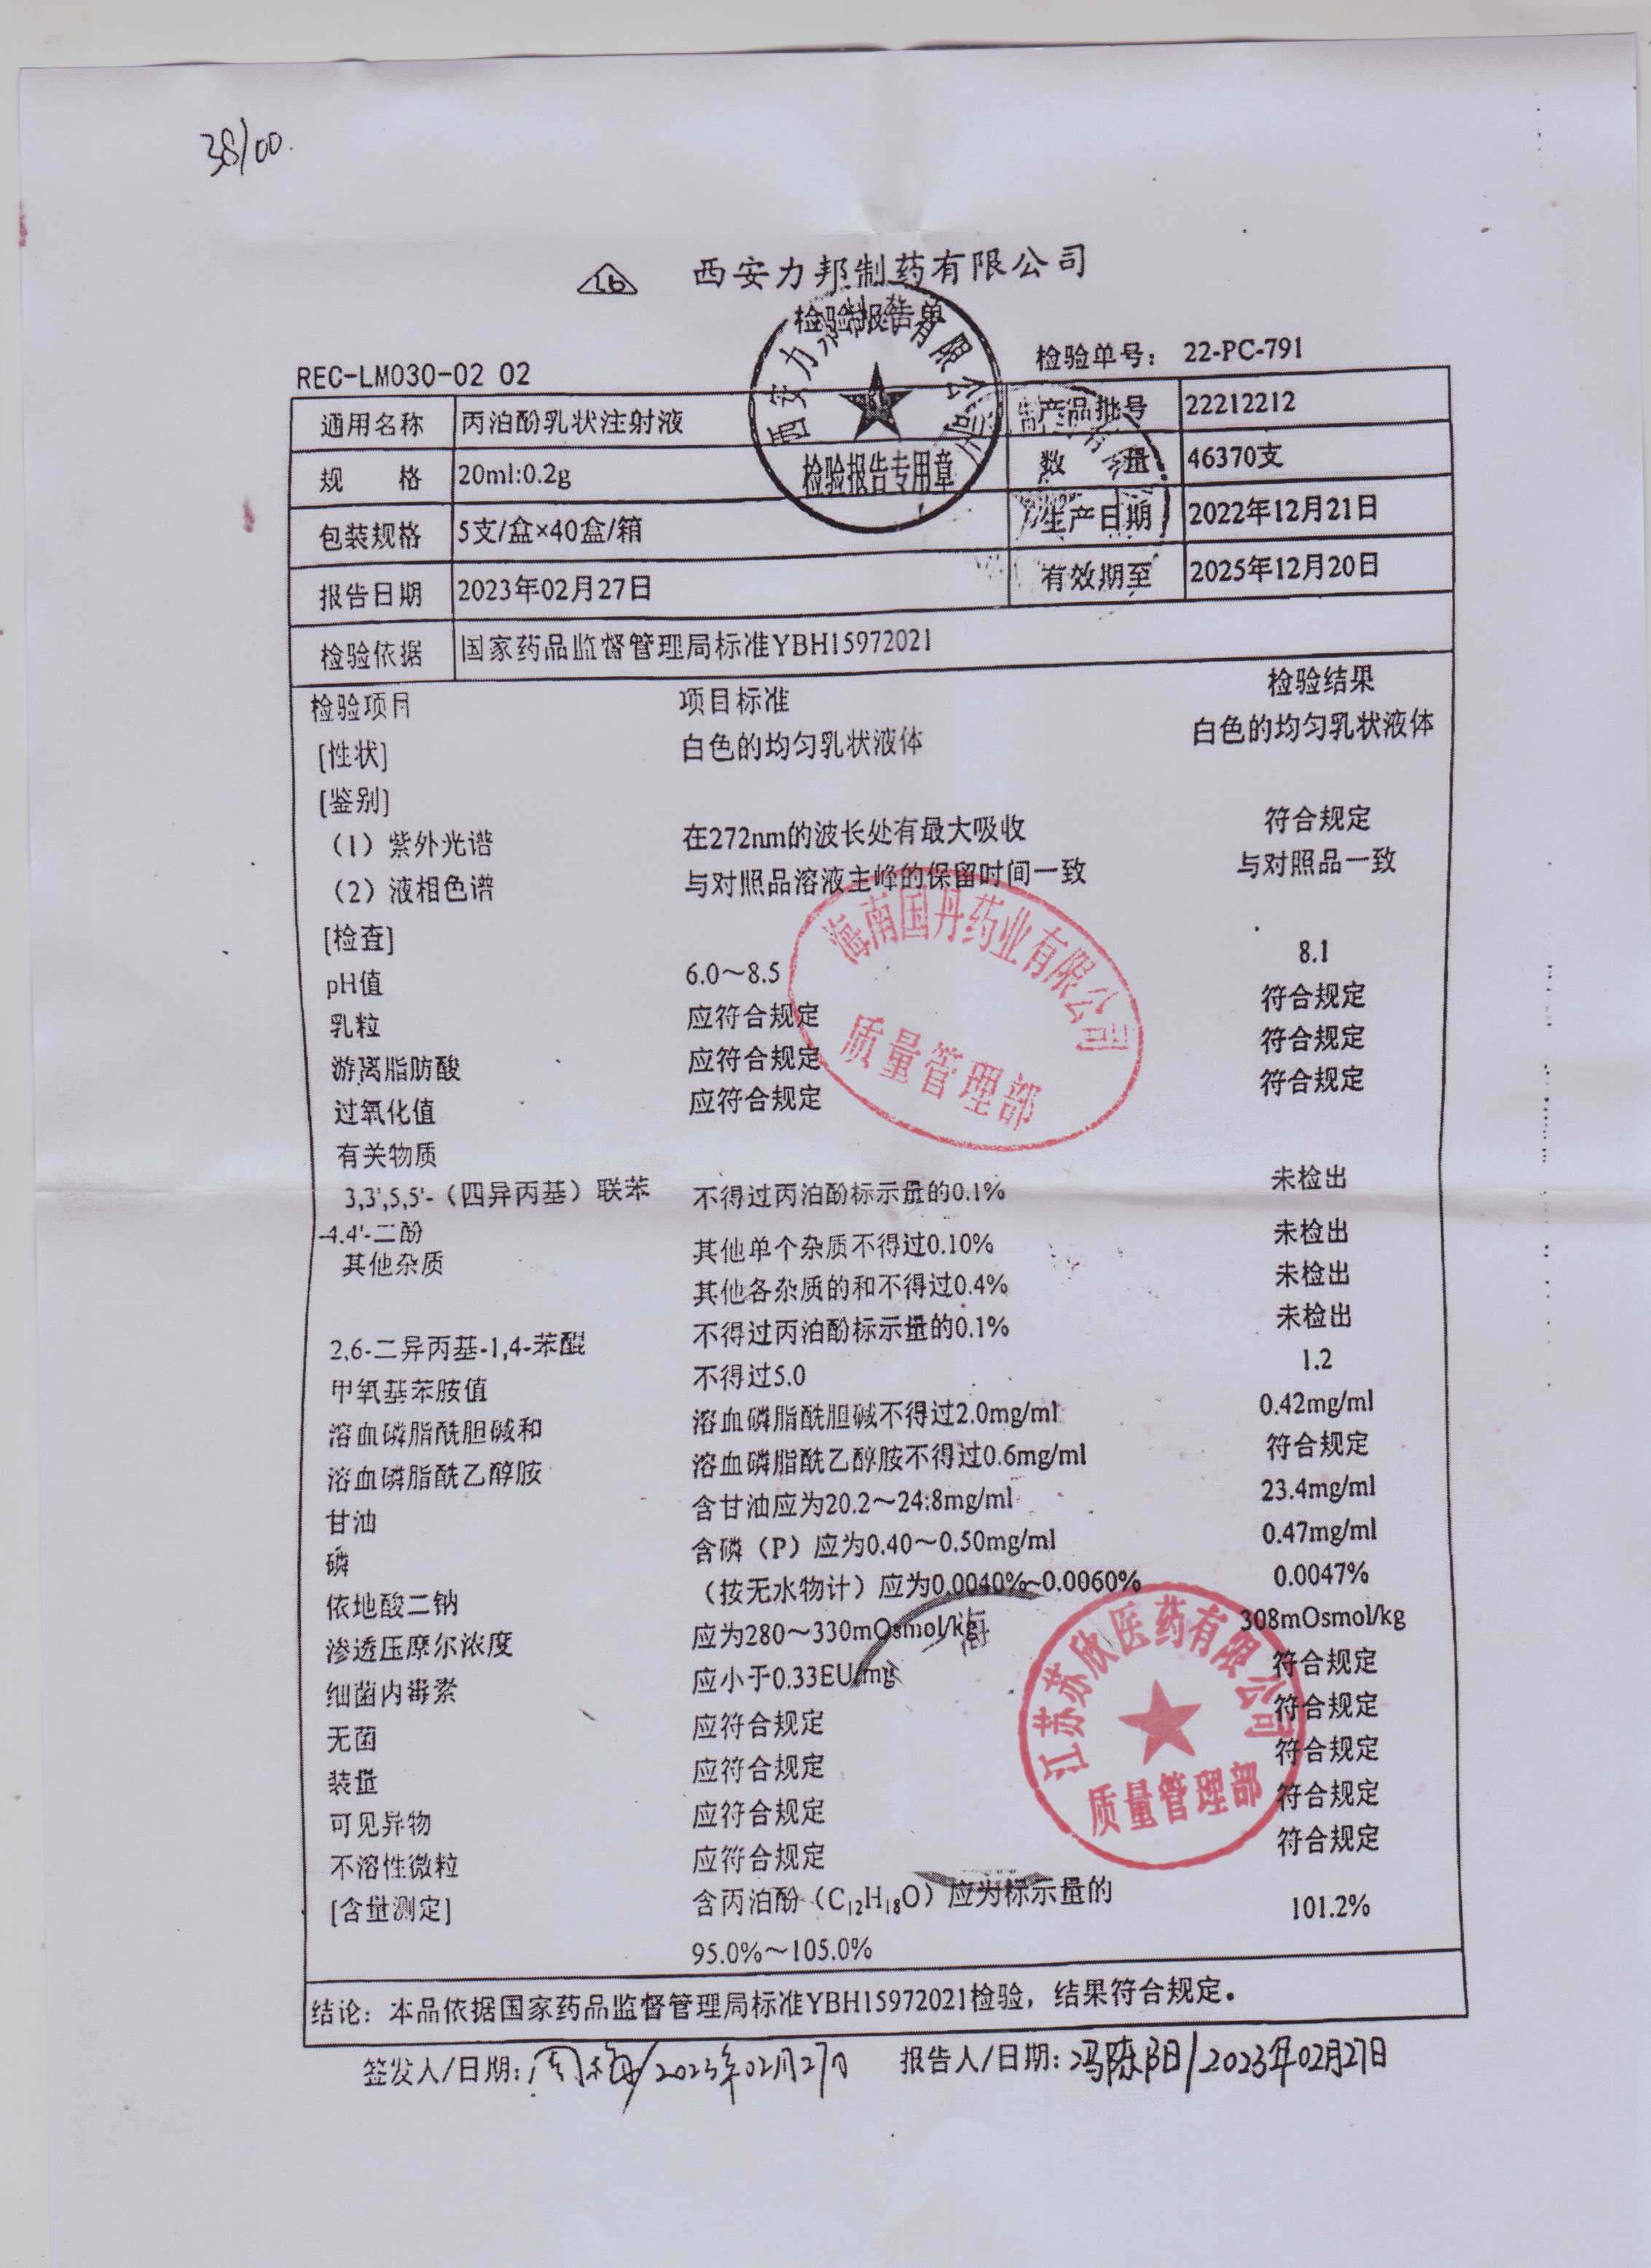 38/00.
西安力邦制药有限公司
检验报告单
REC-LM030-02 02 检验单号： 22-PC-791
通用名称 丙泊酚乳状注射液 产品批号 22212212
规 格 20ml:0.2g 数 量 46370支
包装规格 5支/盒×40盒/箱 生产日期 2022年12月21日
报告日期 2023年02月27日 有效期至 2025年12月20日
检验依据 国家药品监督管理局标准YBH15972021
检验项目 项目标准 检验结果
[性状] 白色的均匀乳状液体 白色的均匀乳状液体
[鉴别]
（1）紫外光谱 在272nm的波长处有最大吸收 符合规定
（2）液相色谱 与对照品溶液主峰的保留时间一致 与对照品一致
[检查]
pH值 6.0～8.5 8.1
乳粒 应符合规定 符合规定
游离脂肪酸 应符合规定 符合规定
过氧化值 应符合规定 符合规定
有关物质
3,3',5,5'-（四异丙基）联苯 不得过丙泊酚标示量的0.1% 未检出
-4,4'-二酚
其他杂质 其他单个杂质不得过0.10% 未检出
其他各杂质的和不得过0.4% 未检出
2,6-二异丙基-1,4-苯醌 不得过丙泊酚标示量的0.1% 未检出
甲氧基苯胺值 不得过5.0 1.2
溶血磷脂酰胆碱和 溶血磷脂酰胆碱不得过2.0mg/ml 0.42mg/ml
溶血磷脂酰乙醇胺 溶血磷脂酰乙醇胺不得过0.6mg/ml 符合规定
甘油 含甘油应为20.2～24.8mg/ml 23.4mg/ml
磷 含磷（P）应为0.40～0.50mg/ml 0.47mg/ml
依地酸二钠 （按无水物计）应为0.0040%~0.0060% 0.0047%
渗透压摩尔浓度 应为280～330mOsmol/kg 308mOsmol/kg
细菌内毒素 应小于0.33EU/mg 符合规定
无菌 应符合规定 符合规定
装量 应符合规定 符合规定
可见异物 应符合规定 符合规定
不溶性微粒 应符合规定 符合规定
[含量测定] 含丙泊酚（C₁₂H₁₈O）应为标示量的 101.2%
95.0%～105.0%
结论：本品依据国家药品监督管理局标准YBH15972021检验，结果符合规定。
签发人/日期: 2023年02月27日 报告人/日期: 冯陈阳/2023年02月27日
西安力邦制药有限公司
检验报告专用章
海南国丹药业有限公司
质量管理部
江苏苏欣医药有限公司
质量管理部
海